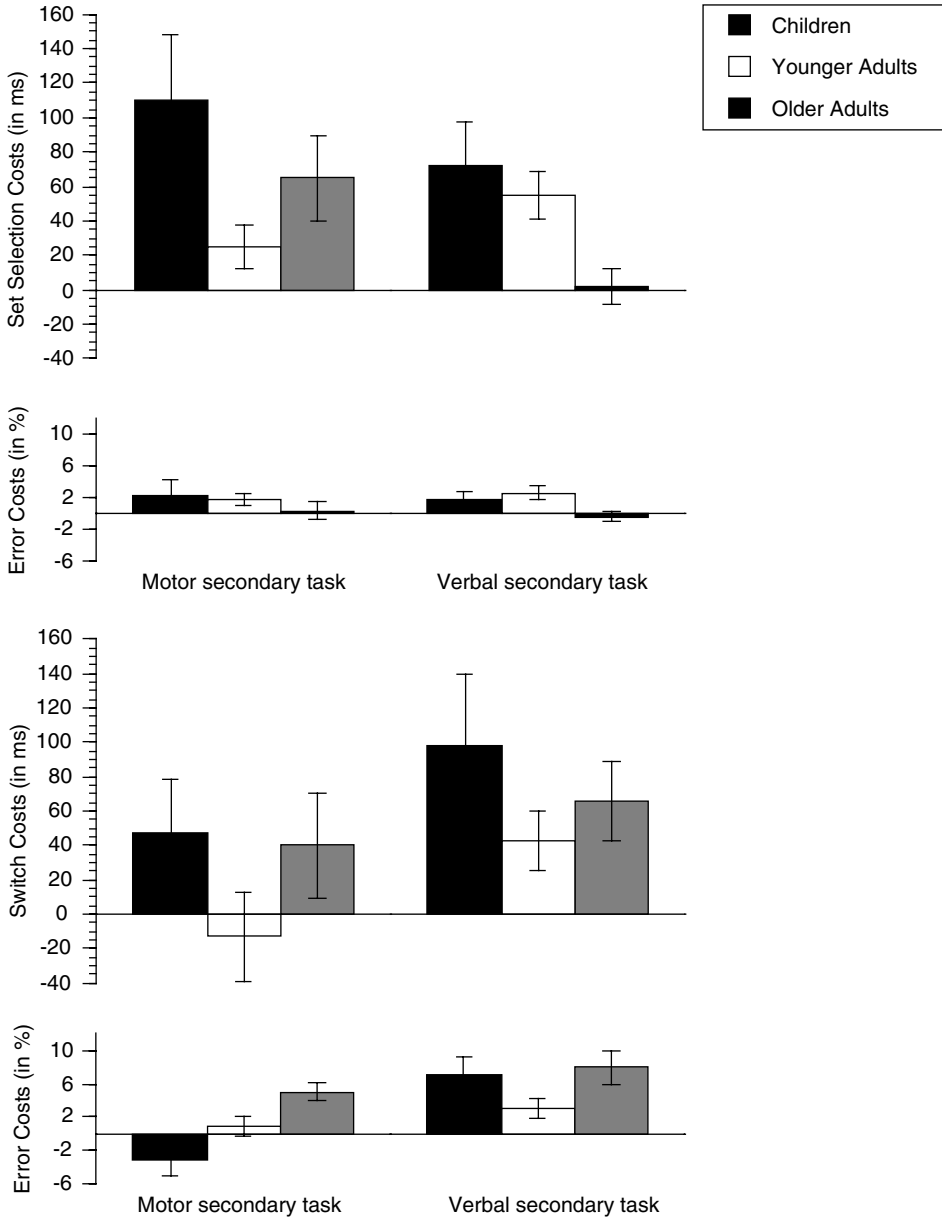 Children
Younger Adults
Older Adults
Set Selection Costs (in ms)
160
140
120
100
80
60
40
20
0
-20
-40
Error Costs (in %)
10
6
2
-2
-6
Motor secondary task
Verbal secondary task
Switch Costs (in ms)
160
140
120
100
80
60
40
20
0
-20
-40
Error Costs (in %)
10
6
2
-2
-6
Motor secondary task
Verbal secondary task